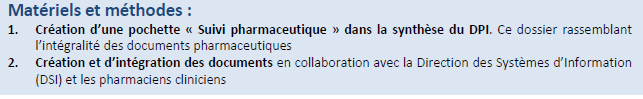 Matériels et méthodes :
1. Création d'une pochette « Suivi pharmaceutique » dans la synthèse du DPI. Ce dossier rassemblant
l'intégralité des documents pharmaceutiques
2. Création et d'intégration des documents en collaboration avec la Direction des Systèmes d'Information
(DSI) et les pharmaciens cliniciens